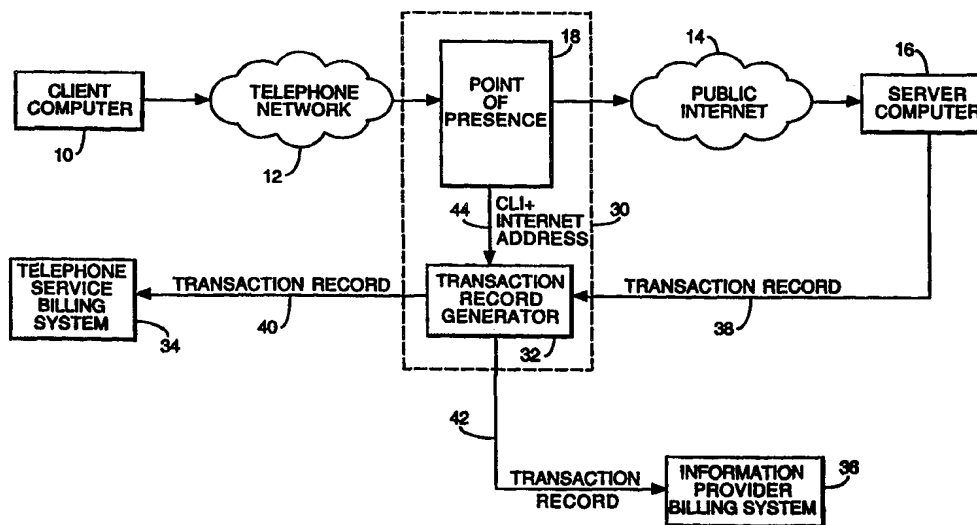 18
14
16
CLIENT
COMPUTER
10
TELEPHONE
NETWORK
12
POINT
OF
PRESENCE
PUBLIC
INTERNET
SERVER
COMPUTER
44
CLI+
INTERNET
ADDRESS
30
TELEPHONE
SERVICE
BILLING
SYSTEM
34
TRANSACTION RECORD
40
TRANSACTION
RECORD
GENERATOR
32
TRANSACTION RECORD
38
42
TRANSACTION
RECORD
INFORMATION
PROVIDER
BILLING SYSTEM
36